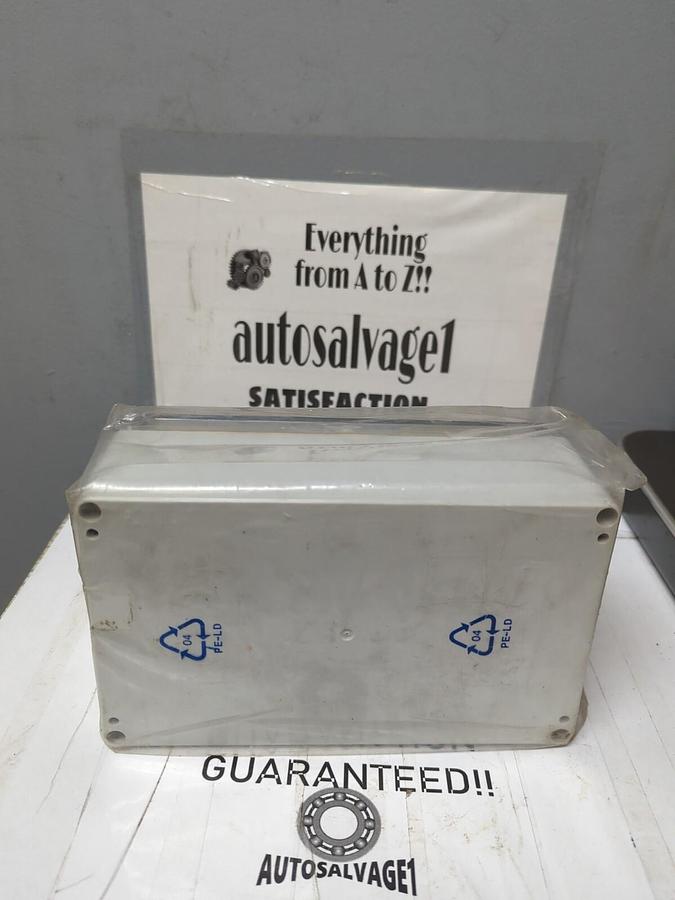 Everything
from A to Z!!
autosalvage1
SATISFACTION
04
PE-LD
04
PE-LD
GUARANTEED!!
AUTOSALVAGE1